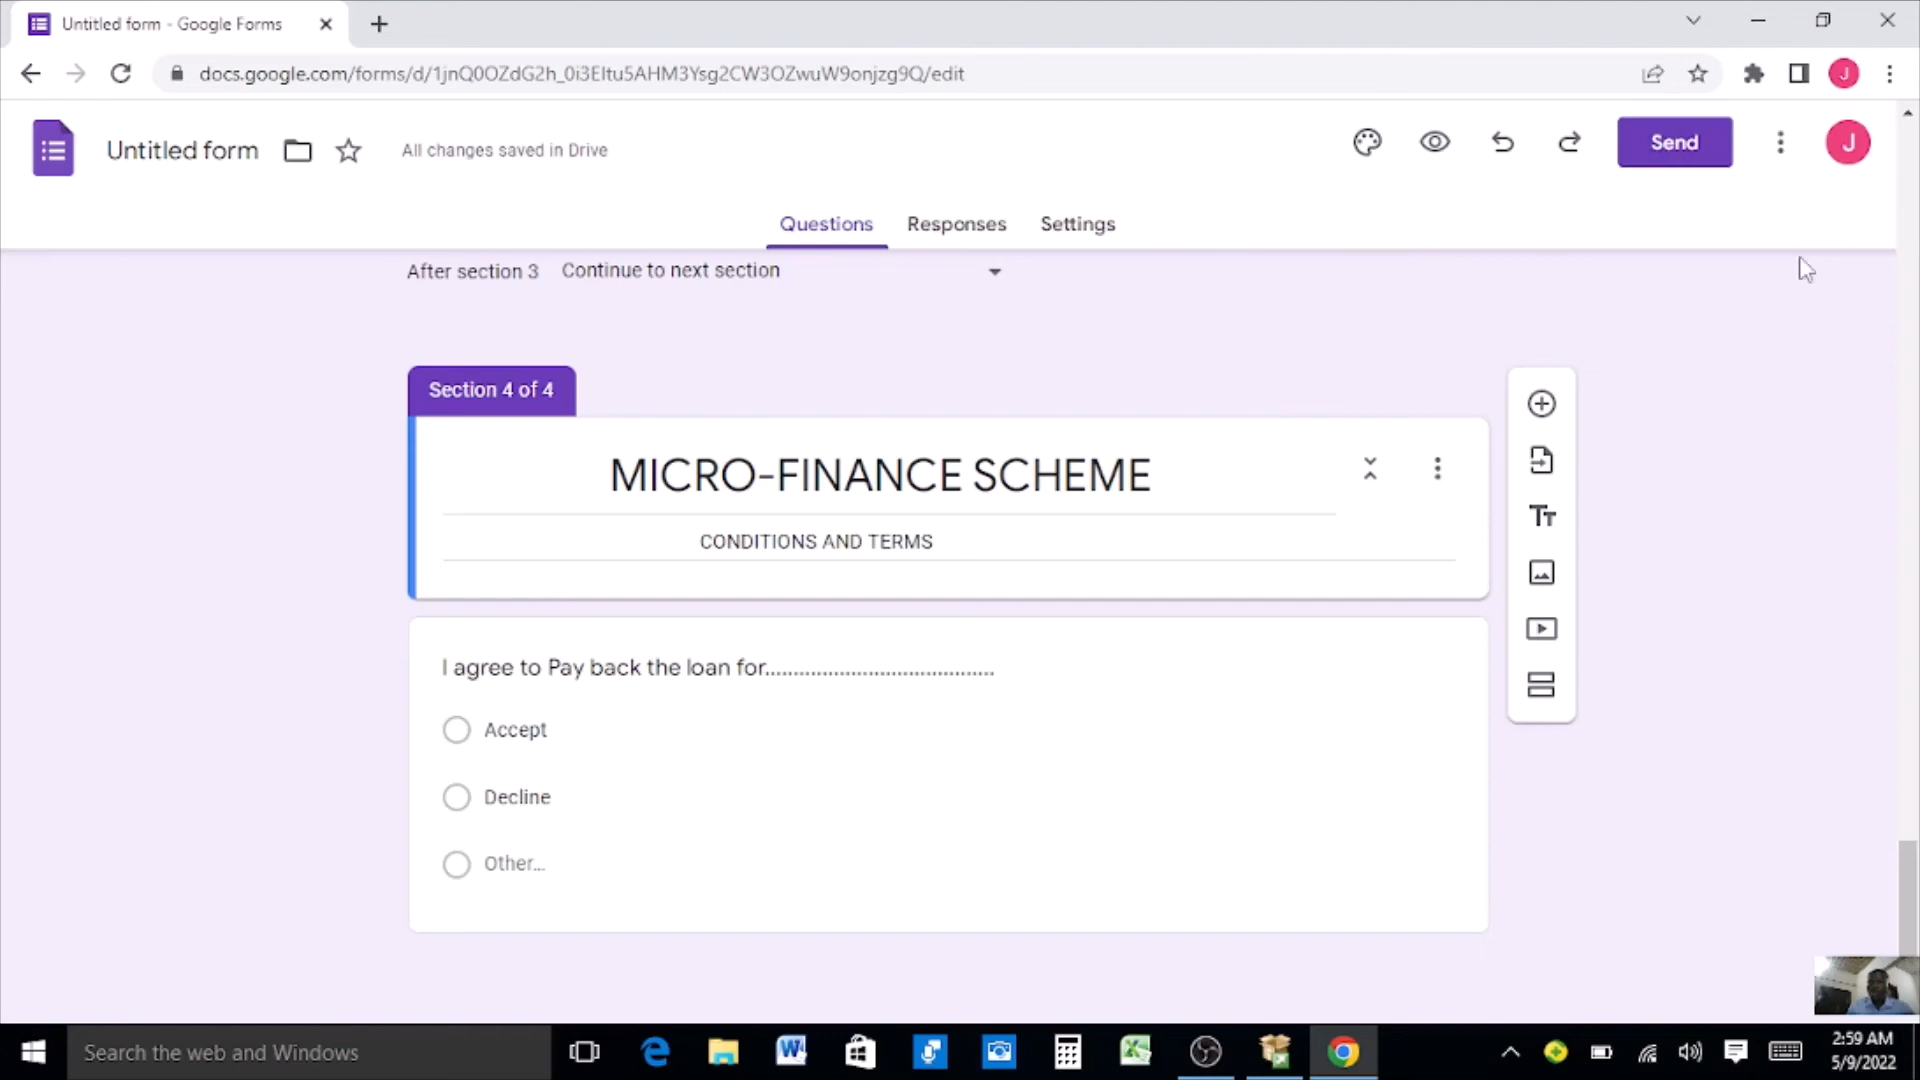 Untitled form - Google Forms
docs.google.com/forms/d/1jnQ0OZdG2h_0i3EItu5AHM3Ysg2CW3OZwuW9onjzg9Q/edit
J
Untitled form
All changes saved in Drive
Send
J
Questions
Responses
Settings
After section 3
Continue to next section
Section 4 of 4
MICRO-FINANCE SCHEME
CONDITIONS AND TERMS
I agree to Pay back the loan for.........................................
Accept
Decline
Other...
Search the web and Windows
2:59 AM
5/9/2022